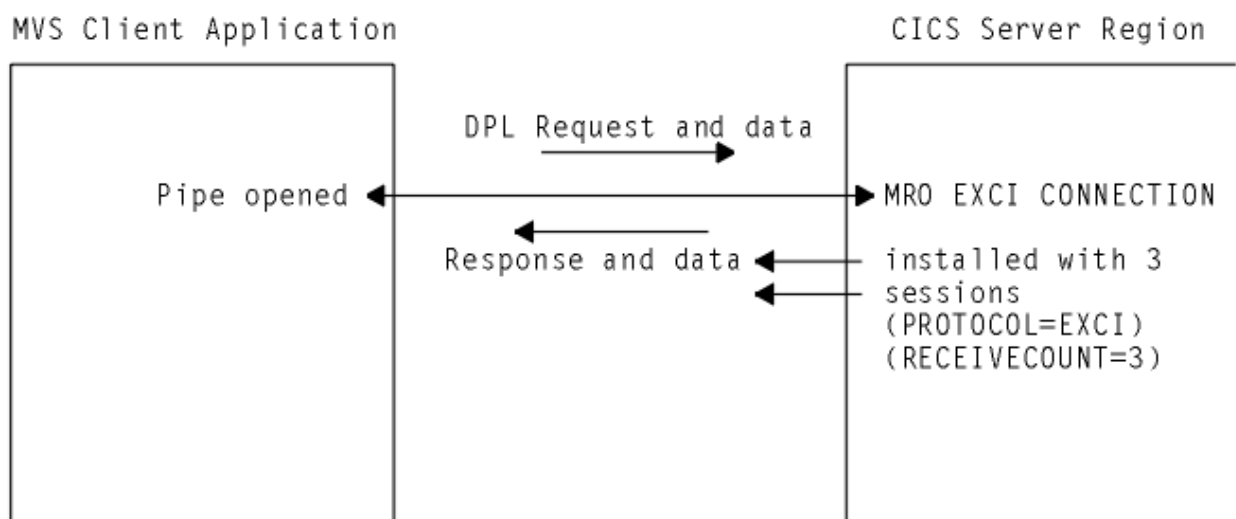 MVS Client Application
CICS Server Region
DPL Request and data
Pipe opened
MRO EXCI CONNECTION
Response and data
installed with 3
sessions
(PROTOCOL=EXCI)
(RECEIVECOUNT=3)